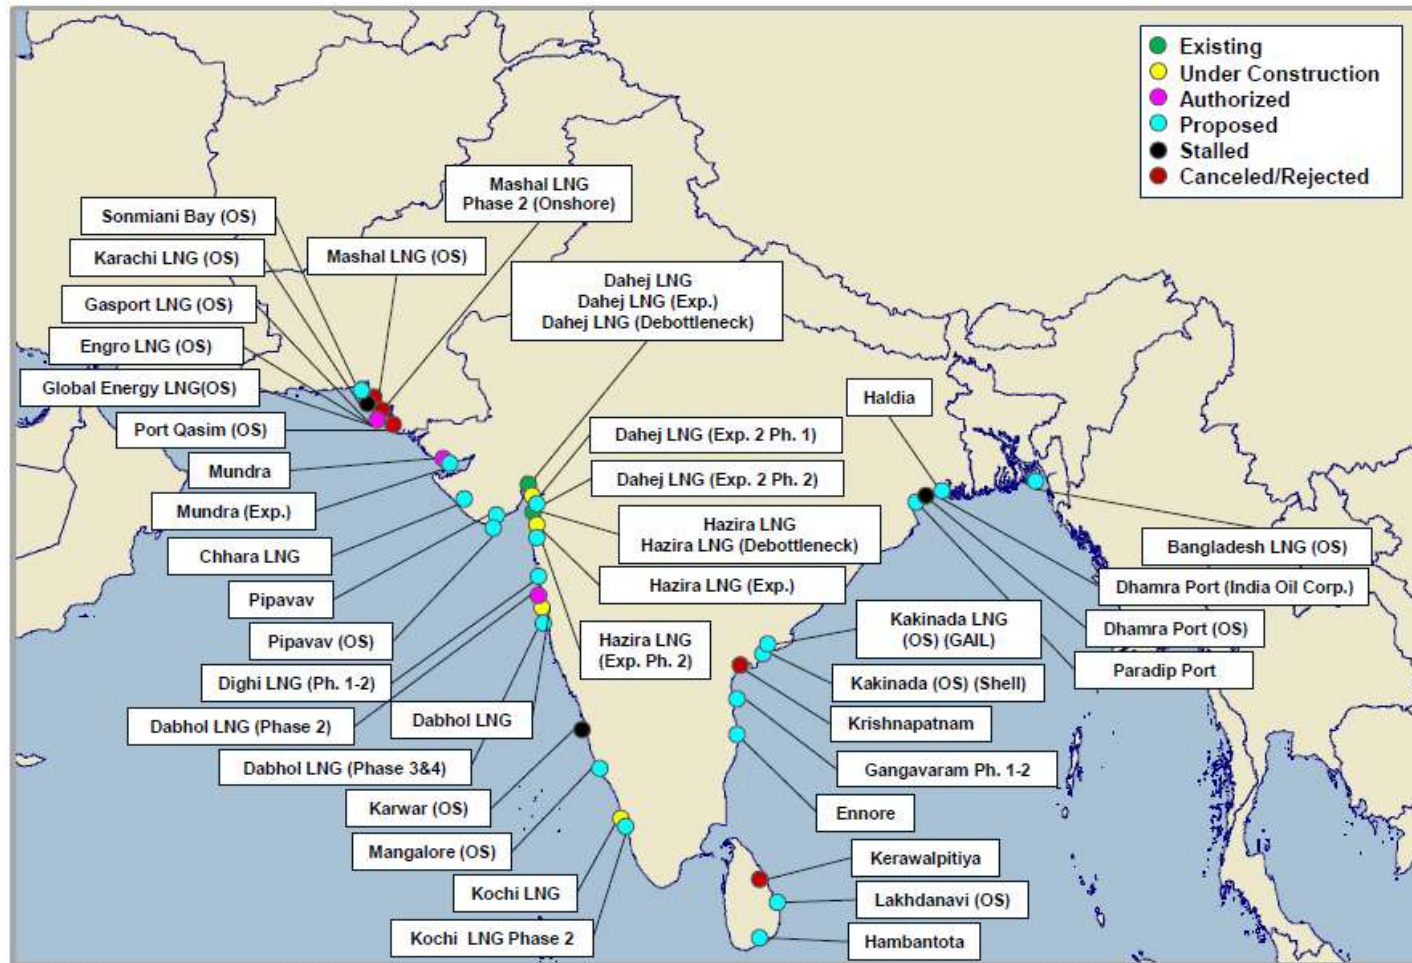 Existing
Under Construction
Authorized
Proposed
Stalled
Canceled/Rejected
Mashal LNG
Phase 2 (Onshore)
Sonmiani Bay (OS)
Karachi LNG (OS)
Mashal LNG (OS)
Gasport LNG (OS)
Engro LNG (OS)
Global Energy LNG(OS)
Port Qasim (OS)
Mundra
Mundra (Exp.)
Chhara LNG
Pipavav
Pipavav (OS)
Dighi LNG (Ph. 1-2)
Dabhol LNG (Phase 2)
Dabhol LNG
Dabhol LNG (Phase 3&4)
Karwar (OS)
Mangalore (OS)
Kochi LNG
Kochi LNG Phase 2
Dahej LNG
Dahej LNG (Exp.)
Dahej LNG (Debottleneck)
Dahej LNG (Exp. 2 Ph. 1)
Dahej LNG (Exp. 2 Ph. 2)
Hazira LNG
Hazira LNG (Debottleneck)
Hazira LNG (Exp.)
Hazira LNG
(Exp. Ph. 2)
Haldia
Bangladesh LNG (OS)
Dhamra Port (India Oil Corp.)
Dhamra Port (OS)
Paradip Port
Kakinada LNG
(OS) (GAIL)
Kakinada (OS) (Shell)
Krishnapatnam
Gangavaram Ph. 1-2
Ennore
Kerawalpitiya
Lakhdanavi (OS)
Hambantota